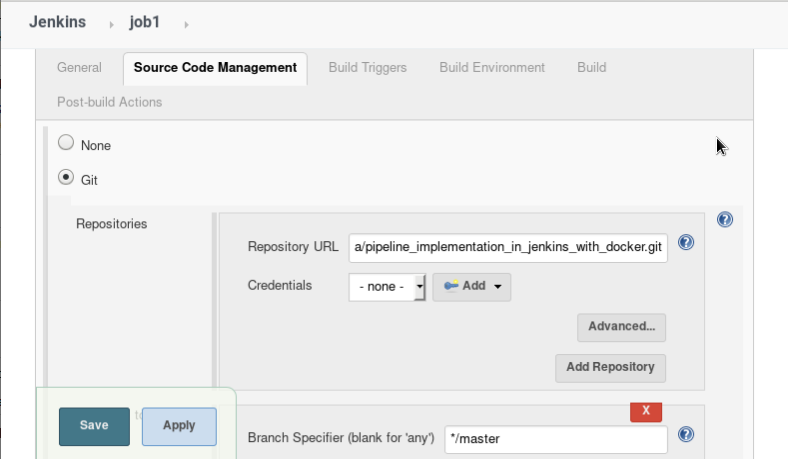 Jenkins › job1 ›
General Source Code Management Build Triggers Build Environment Build
Post-build Actions
None
Git
Repositories
Repository URL a/pipeline_implementation_in_jenkins_with_docker.git ?
?
Credentials - none - Add
Advanced...
Add Repository
X
Save Apply
Branch Specifier (blank for 'any') */master ?